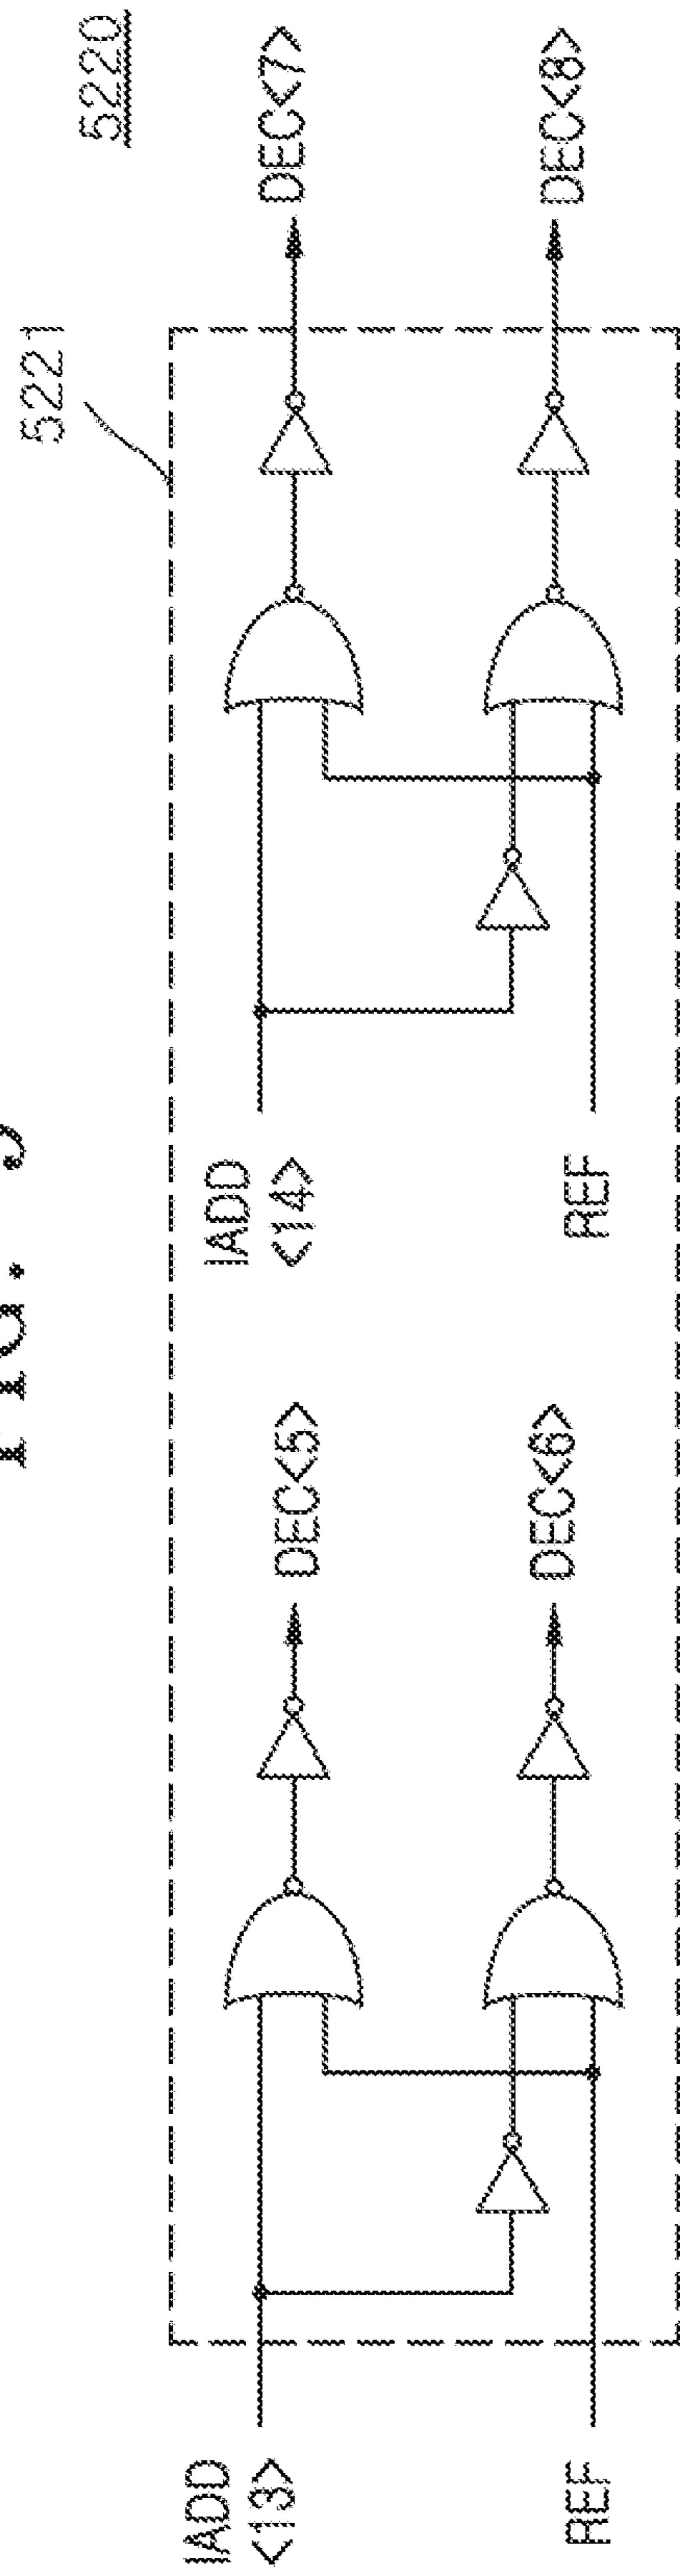 5220
5221
IADD
<13>
REF
DEC<5>
DEC<6>
IADD
<14>
REF
DEC<7>
DEC<8>